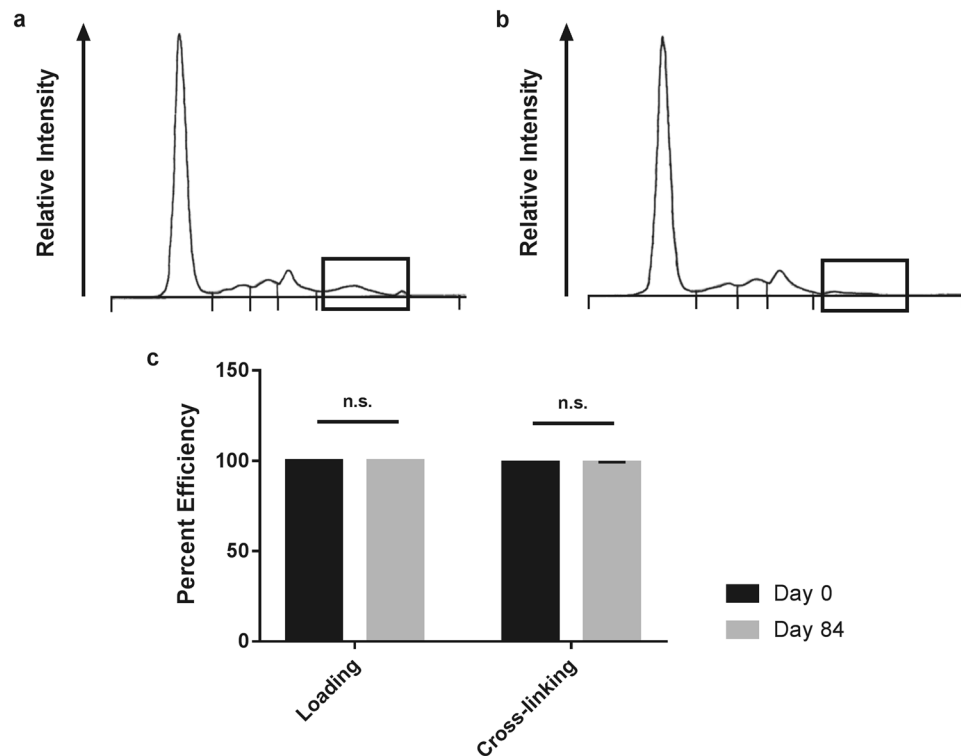 a
Relative Intensity
b
Relative Intensity
c
Percent Efficiency
150
100
50
0
n.s.
n.s.
Loading
Cross-linking
Day 0
Day 84